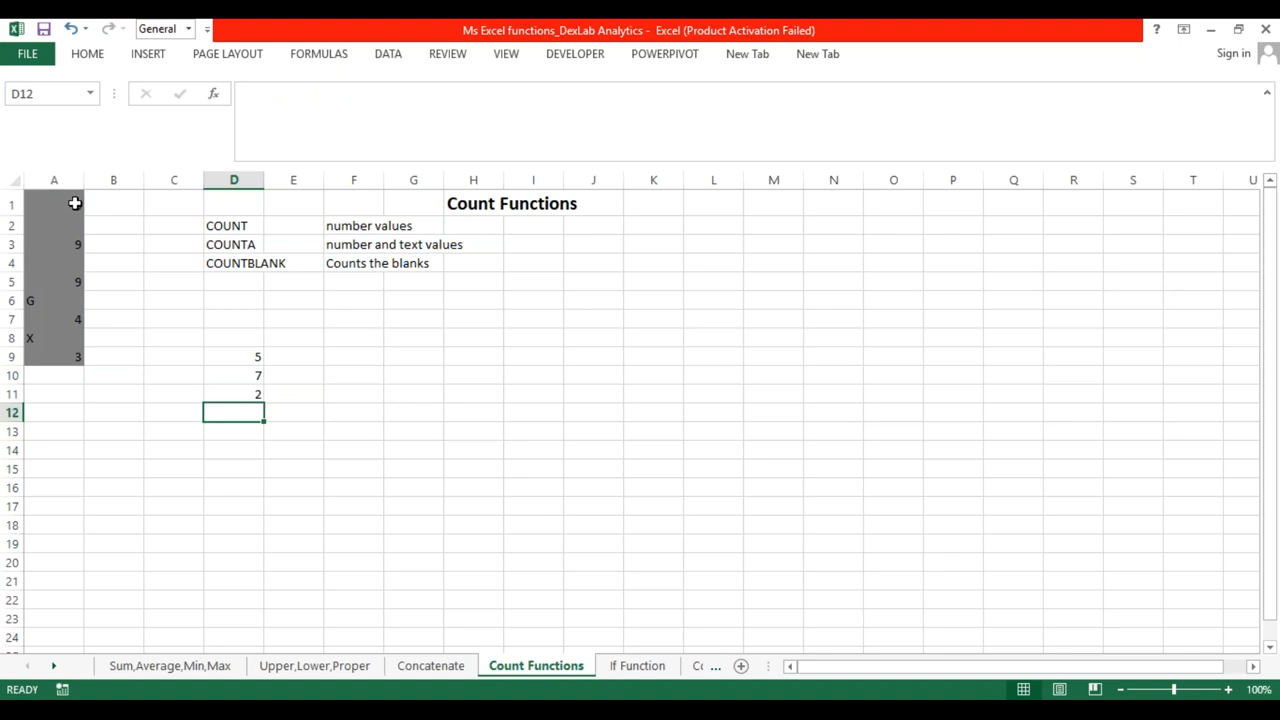 General
Ms Excel functions_DexLab Analytics - Excel (Product Activation Failed)
?
FILE HOME INSERT PAGE LAYOUT FORMULAS DATA REVIEW VIEW DEVELOPER POWERPIVOT New Tab New Tab Sign in
D12 fx
A B C D E F G H I J K L M N O P Q R S T U
1 Count Functions
2 COUNT number values
3 9 COUNTA number and text values
4 COUNTBLANK Counts the blanks
5 9
6 G
7 4
8 X
9 3 5
10 7
11 2
12
13
14
15
16
17
18
19
20
21
22
23
24
Sum,Average,Min,Max Upper,Lower,Proper Concatenate Count Functions If Function ...
READY 100%